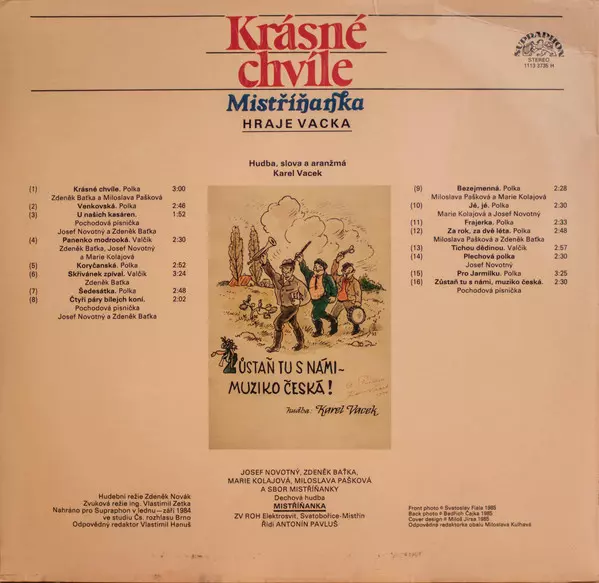 Krásné
chvíle
Mistříňanka
HRAJE VACKA
SUPRAPHON
STEREO
1113 3735 H
Hudba, slova a aranžmá
Karel Vacek
(1) Krásné chvíle. Polka 3:00
Zdeněk Baťka a Miloslava Pašková
(2) Venkovská. Polka 2:48
(3) U našich kasáren. 1:52
Pochodová písnička
Josef Novotný a Zdeněk Baťka
(4) Panenko modrooká. Valčík 2:30
Zdeněk Baťka, Josef Novotný
a Marie Kolajová
(5) Koryčanská. Polka 2:52
(6) Skřivánek zpíval. Valčík 3:24
Zdeněk Baťka
(7) Šedesátka. Polka 2:48
(8) Čtyři páry bílejch koní. 2:02
Pochodová písnička
Josef Novotný a Zdeněk Baťka
(9) Bezejmenná. Polka 2:28
Miloslava Pašková a Marie Kolajová
(10) Jé, jé. Polka 2:30
Marie Kolajová a Josef Novotný
(11) Frajerka. Polka 2:33
(12) Za rok, za dvě léta. Polka 2:48
Miloslava Pašková a Zdeněk Baťka
(13) Tichou dědinou. Valčík 2:57
(14) Plechová polka 2:30
Josef Novotný
(15) Pro Jarmilku. Polka 3:25
(16) Zůstaň tu s námi, muziko česká. 2:30
Pochodová písnička
ZŮSTAŇ TU S NÁMI–
MUZIKO ČESKÁ!
hudba: Karel Vacek
Hudební režie Zdeněk Novák
Zvuková režie ing. Vlastimil Zetka
Nahráno pro Supraphon v lednu—září 1984
ve studiu Čs. rozhlasu Brno
Odpovědný redaktor Vlastimil Hanuš
JOSEF NOVOTNÝ, ZDENĚK BAŤKA,
MARIE KOLAJOVÁ, MILOSLAVA PAŠKOVÁ
A SBOR MISTŘÍŇANKY
Dechová hudba
MISTŘÍŇANKA
ZV ROH Elektrosvit, Svatobořice-Mistřín
Řídí ANTONÍN PAVLUŠ
Front photo © Svatoslav Fiala 1985
Back photo © Bedřich Čajka 1985
Cover design © Miloš Jirsa 1985
Odpovědná redaktorka obalu Miloslava Kulhavá